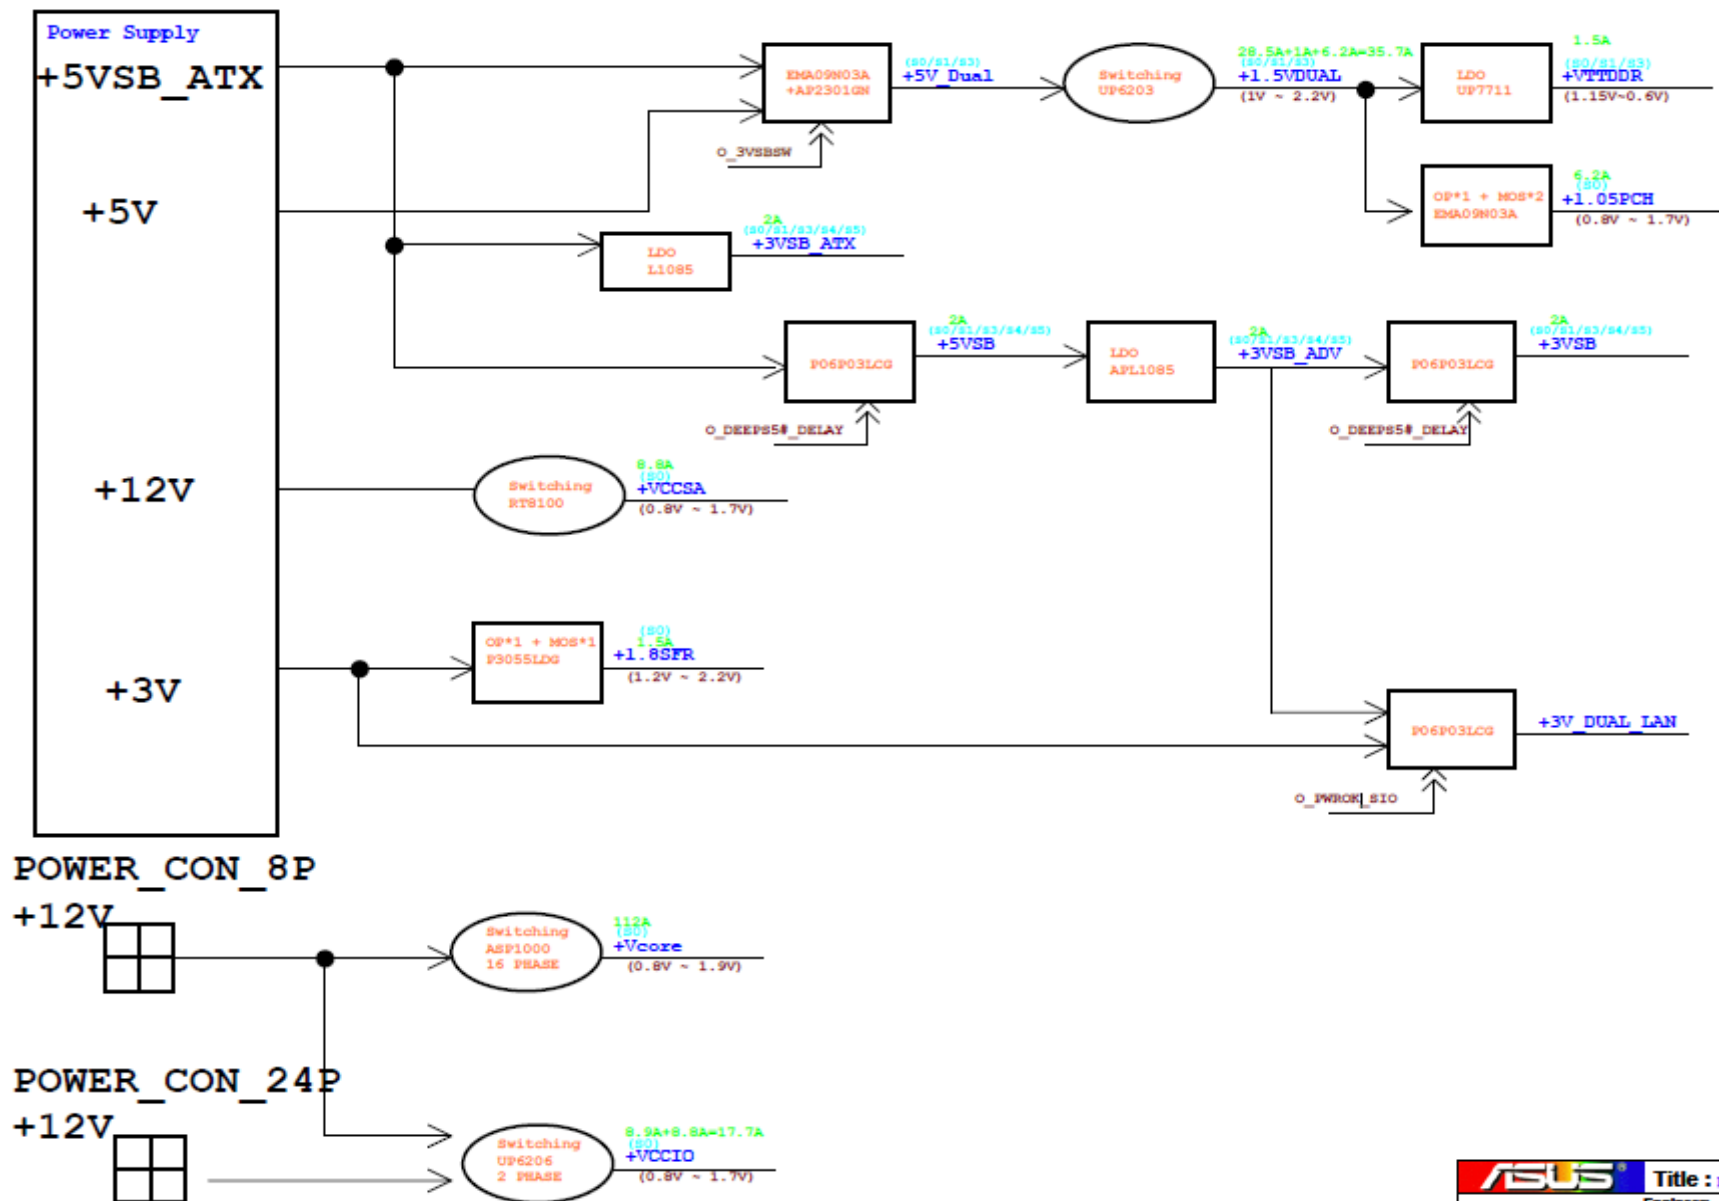 Power Supply
+5VSB_ATX
+5V
+12V
+3V
EMA09N03A
+AP2301GN
O_3VSBSW
(S0/S1/S3)
+5V_Dual
Switching
UP6203
28.5A+1A+6.2A=35.7A
(S0/S1/S3)
+1.5VDUAL
(1V ~ 2.2V)
LDO
UP7711
1.5A
(S0/S1/S3)
+VTTDDR
(1.15V~0.6V)
OP*1 + MOS*2
EMA09N03A
6.2A
(S0)
+1.05PCH
(0.8V ~ 1.7V)
LDO
L1085
2A
(S0/S1/S3/S4/S5)
+3VSB_ATX
P06P03LCG
O_DEEPS5#_DELAY
2A
(S0/S1/S3/S4/S5)
+5VSB
LDO
APL1085
2A
(S0/S1/S3/S4/S5)
+3VSB_ADV
P06P03LCG
O_DEEPS5#_DELAY
2A
(S0/S1/S3/S4/S5)
+3VSB
Switching
RT8100
8.8A
(S0)
+VCCSA
(0.8V ~ 1.7V)
OP*1 + MOS*1
P3055LDG
(S0)
1.5A
+1.8SFR
(1.2V ~ 2.2V)
P06P03LCG
O_PWROK_SIO
+3V_DUAL_LAN
POWER_CON_8P
+12V
Switching
ASP1000
16 PHASE
112A
(S0)
+Vcore
(0.8V ~ 1.9V)
POWER_CON_24P
+12V
Switching
UP6206
2 PHASE
8.9A+8.8A=17.7A
(S0)
+VCCIO
(0.8V ~ 1.7V)
ASUS
Title :